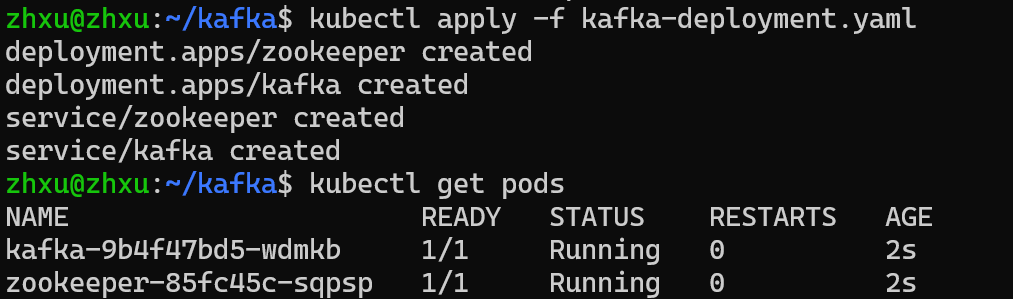 zhxu@zhxu:~/kafka$ kubectl apply -f kafka-deployment.yaml
deployment.apps/zookeeper created
deployment.apps/kafka created
service/zookeeper created
service/kafka created
zhxu@zhxu:~/kafka$ kubectl get pods
NAME READY STATUS RESTARTS AGE
kafka-9b4f47bd5-wdmkb 1/1 Running 0 2s
zookeeper-85fc45c-sqpsp 1/1 Running 0 2s